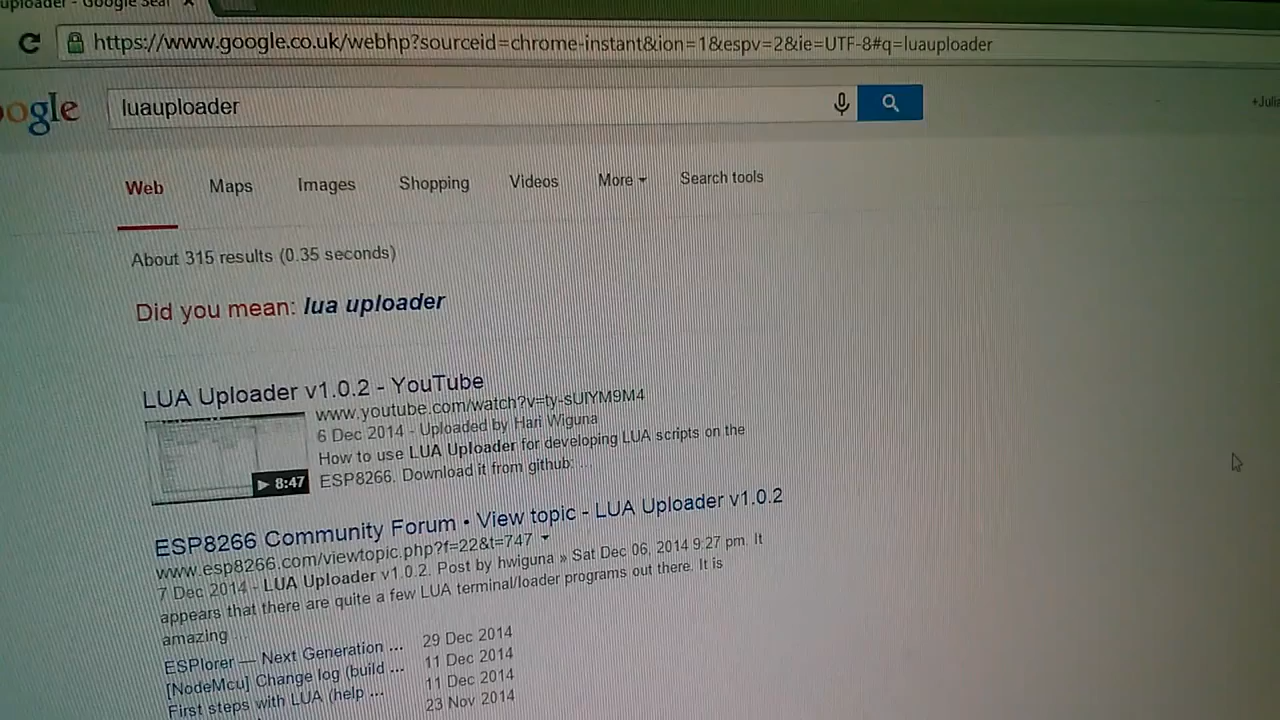 uploader - Google Sear
https://www.google.co.uk/webhp?sourceid=chrome-instant&ion=1&espv=2&ie=UTF-8#q=luauploader
oogle
luauploader
+Julia
Web Maps Images Shopping Videos More Search tools
About 315 results (0.35 seconds)
Did you mean: lua uploader
LUA Uploader v1.0.2 - YouTube
www.youtube.com/watch?v=ty-sUIYM9M4
6 Dec 2014 - Uploaded by Hari Wiguna
How to use LUA Uploader for developing LUA scripts on the
ESP8266. Download it from github: ...
8:47
ESP8266 Community Forum • View topic - LUA Uploader v1.0.2
www.esp8266.com/viewtopic.php?f=22&t=747
7 Dec 2014 - LUA Uploader v1.0.2. Post by hwiguna » Sat Dec 06, 2014 9:27 pm. It
appears that there are quite a few LUA terminal/loader programs out there. It is
amazing ...
ESPlorer — Next Generation ... 29 Dec 2014
[NodeMcu] Change log (build ... 11 Dec 2014
First steps with LUA (help ... 11 Dec 2014
23 Nov 2014